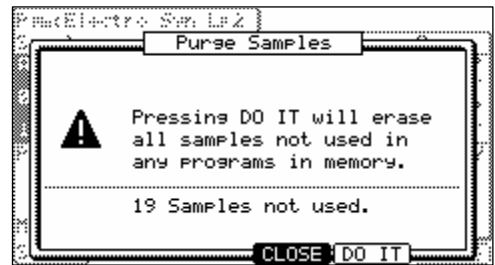 Purge Samples
Pressing DO IT will erase
all samples not used in
any programs in memory.
19 Samples not used.
CLOSE DO IT